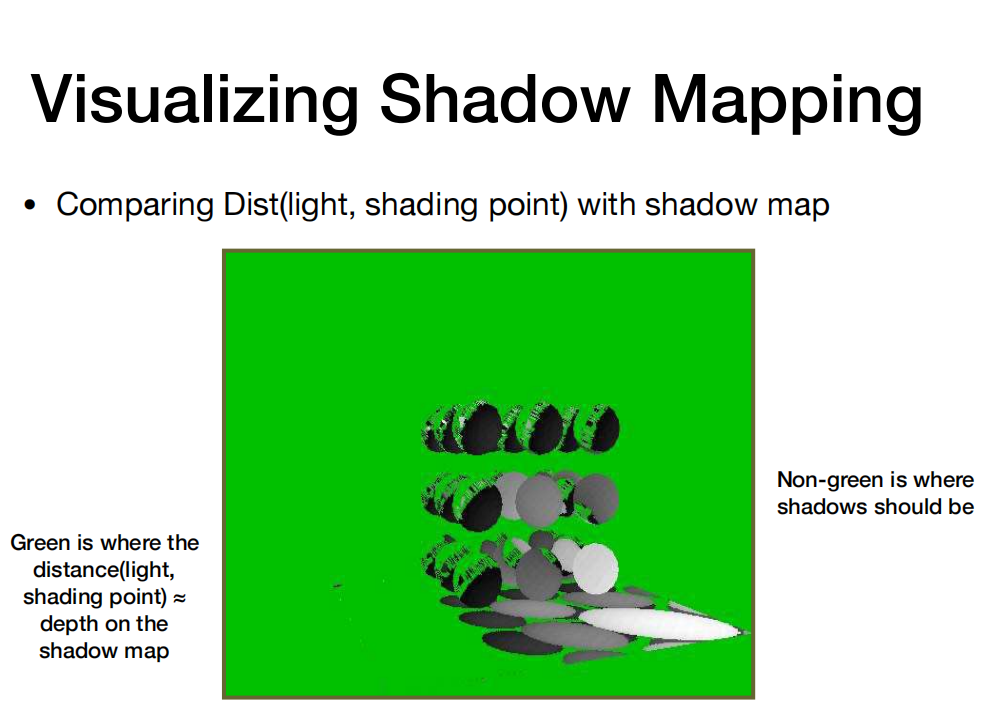 Visualizing Shadow Mapping
• Comparing Dist(light, shading point) with shadow map
Non-green is where
shadows should be
Green is where the
distance(light,
shading point) ≈
depth on the
shadow map